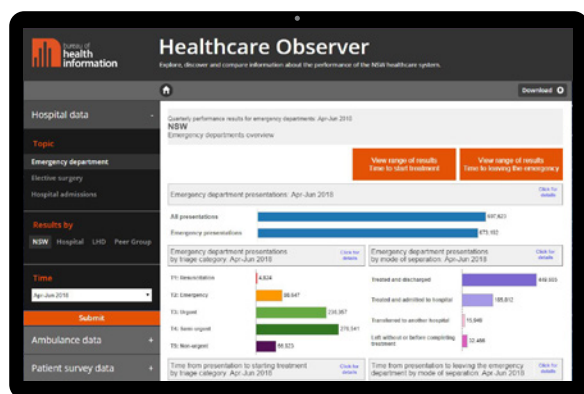 bureau of
health
information
Healthcare Observer
Explore, discover and compare information about the performance of the NSW healthcare system.
Download
Hospital data -
Topic
Emergency department
Elective surgery
Hospital admissions
Results by
NSW Hospital LHD Peer Group
Time
Apr-Jun 2018
Submit
Ambulance data +
Patient survey data +
Quarterly performance results for emergency departments: Apr-Jun 2018
NSW
Emergency departments overview
View range of results
Time to start treatment
View range of results
Time to leaving the emergency
Emergency department presentations: Apr-Jun 2018
Click for
details
All presentations
Emergency presentations
Emergency department presentations
by triage category: Apr-Jun 2018
Click for
details
Emergency department presentations
by mode of separation: Apr-Jun 2018
Click for
details
T1: Resuscitation
T2: Emergency
T3: Urgent
T4: Semi-urgent
T5: Non-urgent
Treated and discharged
Treated and admitted to hospital
Transferred to another hospital
Left without or before completing
treatment
Time from presentation to starting treatment
by triage category: Apr-Jun 2018
Click for
details
Time from presentation to leaving the emergency
department by mode of separation: Apr-Jun 2018
Click for
details